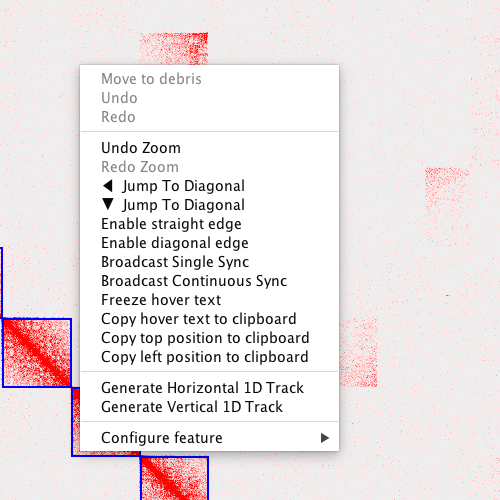 Move to debris
Undo
Redo
Undo Zoom
Redo Zoom
◀ Jump To Diagonal
▼ Jump To Diagonal
Enable straight edge
Enable diagonal edge
Broadcast Single Sync
Broadcast Continuous Sync
Freeze hover text
Copy hover text to clipboard
Copy top position to clipboard
Copy left position to clipboard
Generate Horizontal 1D Track
Generate Vertical 1D Track
Configure feature ▶